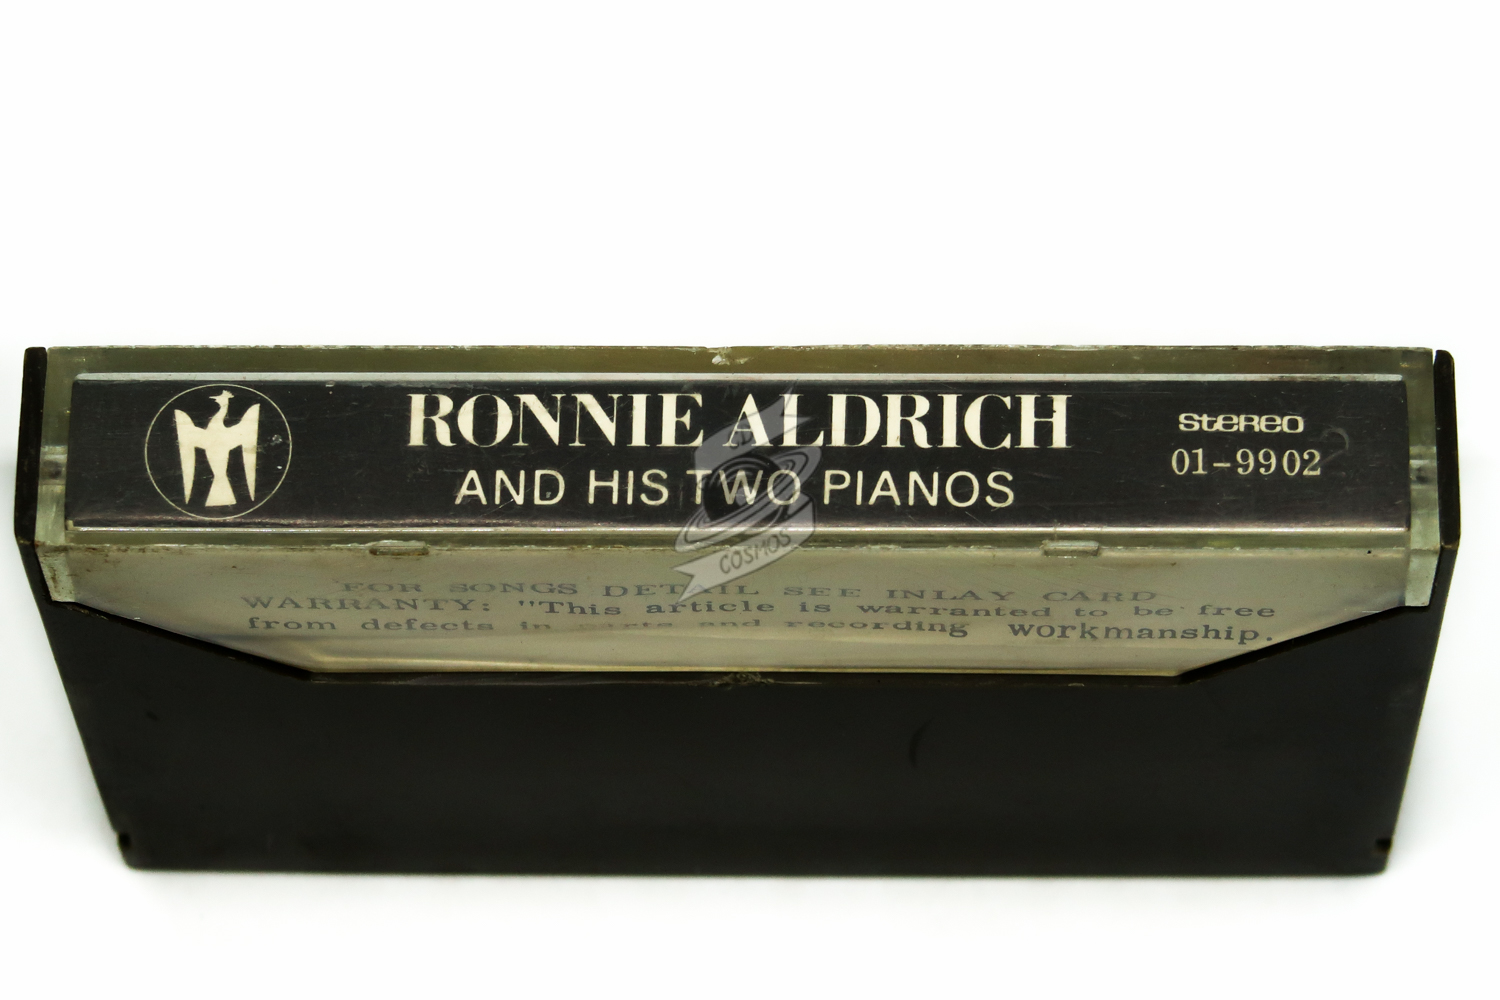 RONNIE ALDRICH
AND HIS TWO PIANOS
Stereo
01-9902
COSMOS
FOR SONGS DETAIL SEE INLAY CARD
WARRANTY: "This article is warranted to be free
from defects in parts and recording workmanship.